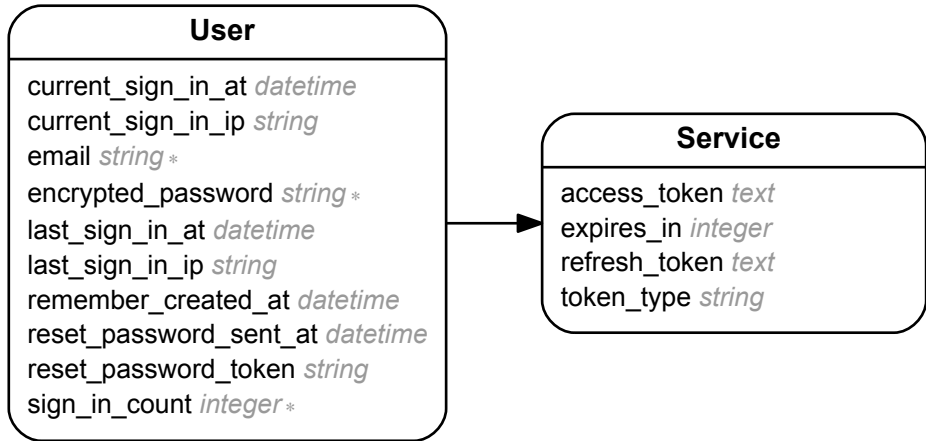 User
current_sign_in_at datetime
current_sign_in_ip string
email string *
encrypted_password string *
last_sign_in_at datetime
last_sign_in_ip string
remember_created_at datetime
reset_password_sent_at datetime
reset_password_token string
sign_in_count integer *
Service
access_token text
expires_in integer
refresh_token text
token_type string